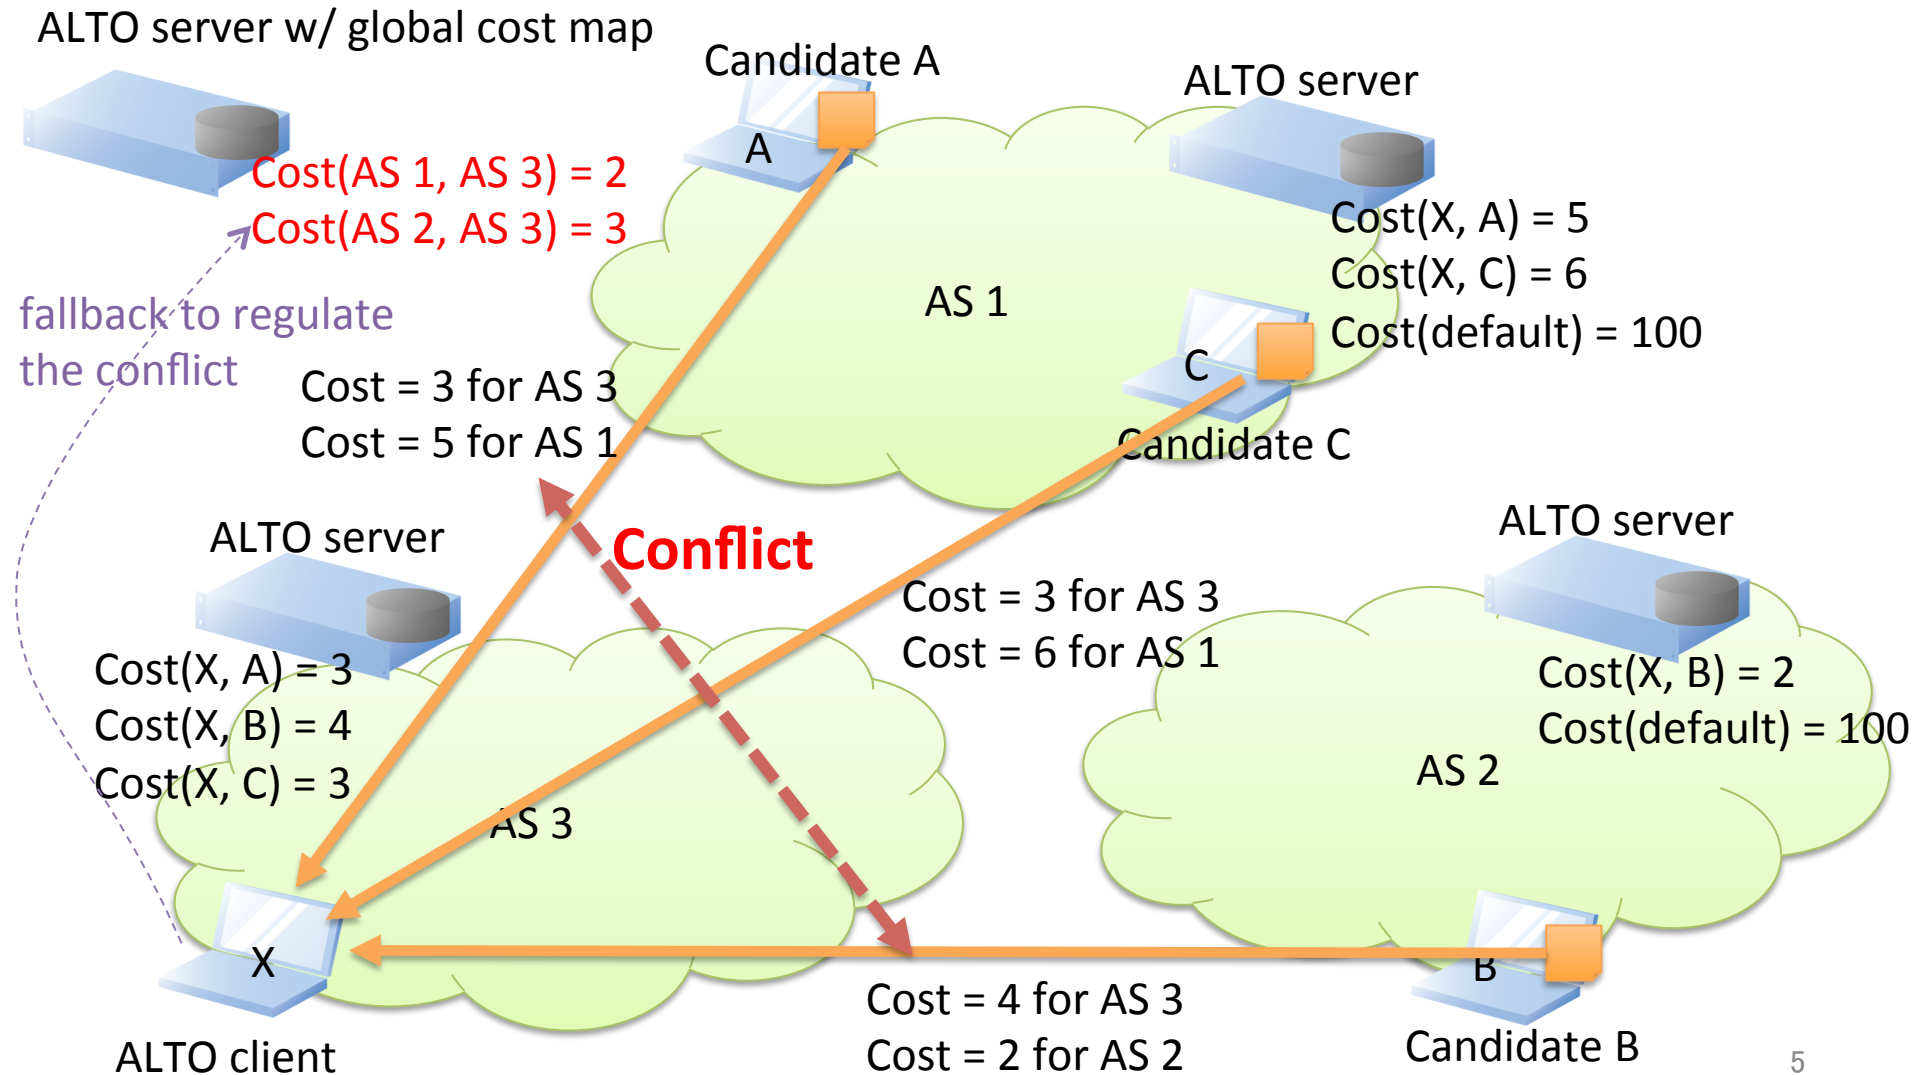 ALTO server w/ global cost map
Candidate A
ALTO server
A
Cost(AS 1, AS 3) = 2
Cost(AS 2, AS 3) = 3
Cost(X, A) = 5
Cost(X, C) = 6
Cost(default) = 100
AS 1
fallback to regulate
the conflict
Cost = 3 for AS 3
Cost = 5 for AS 1
C
Candidate C
ALTO server
Conflict
ALTO server
Cost = 3 for AS 3
Cost = 6 for AS 1
Cost(X, A) = 3
Cost(X, B) = 4
Cost(X, C) = 3
Cost(X, B) = 2
Cost(default) = 100
AS 2
AS 3
X
B
Cost = 4 for AS 3
Cost = 2 for AS 2
ALTO client
Candidate B
5